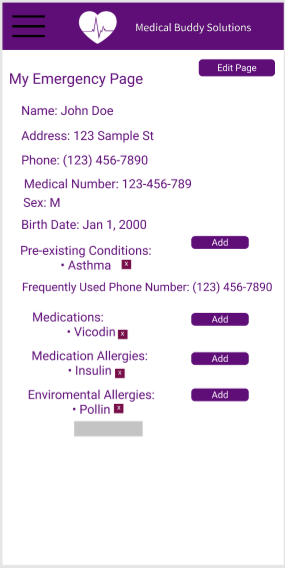 Medical Buddy Solutions
Edit Page
My Emergency Page
Name: John Doe
Address: 123 Sample St
Phone: (123) 456-7890
Medical Number: 123-456-789
Sex: M
Birth Date: Jan 1, 2000
Add
Pre-existing Conditions:
• Asthma x
Frequently Used Phone Number: (123) 456-7890
Medications: Add
• Vicodin x
Medication Allergies: Add
• Insulin x
Enviromental Allergies: Add
• Pollin x